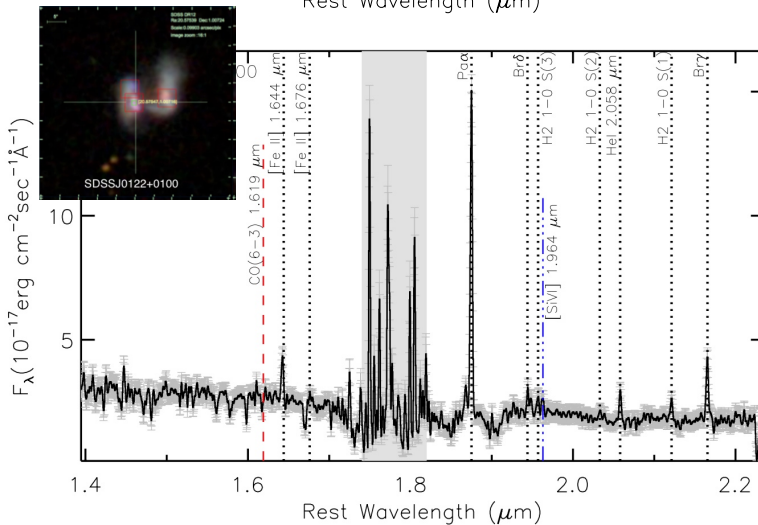 Rest Wavelength (μm)
SDSS DR12
SDSSJ0122+0100
00
[Fe II] 1.644 μm
[Fe II] 1.676 μm
CO(6-3) 1.619 μm
Paα
Brδ
H2 1-0 S(3)
[SiVI] 1.964 μm
H2 1-0 S(2)
HeI 2.058 μm
H2 1-0 S(1)
Brγ
10
5
Fλ(10⁻¹⁷erg cm⁻²sec⁻¹Å⁻¹)
1.4 1.6 1.8 2.0 2.2
Rest Wavelength (μm)